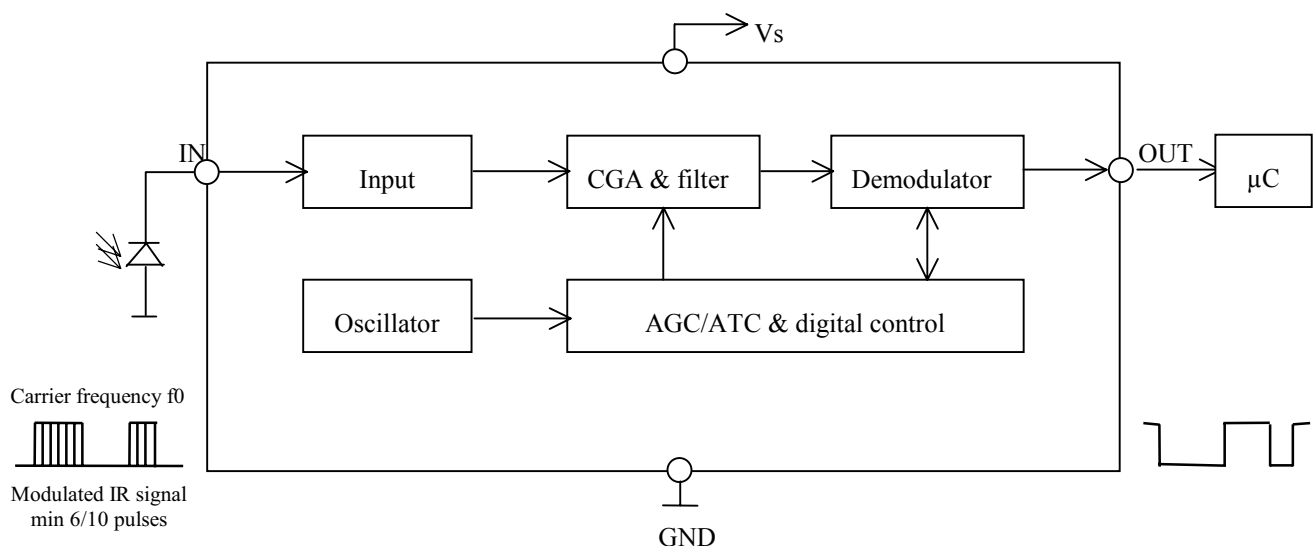 Vs
IN
Input
CGA & filter
Demodulator
OUT
µC
Oscillator
AGC/ATC & digital control
Carrier frequency f0
Modulated IR signal
min 6/10 pulses
GND